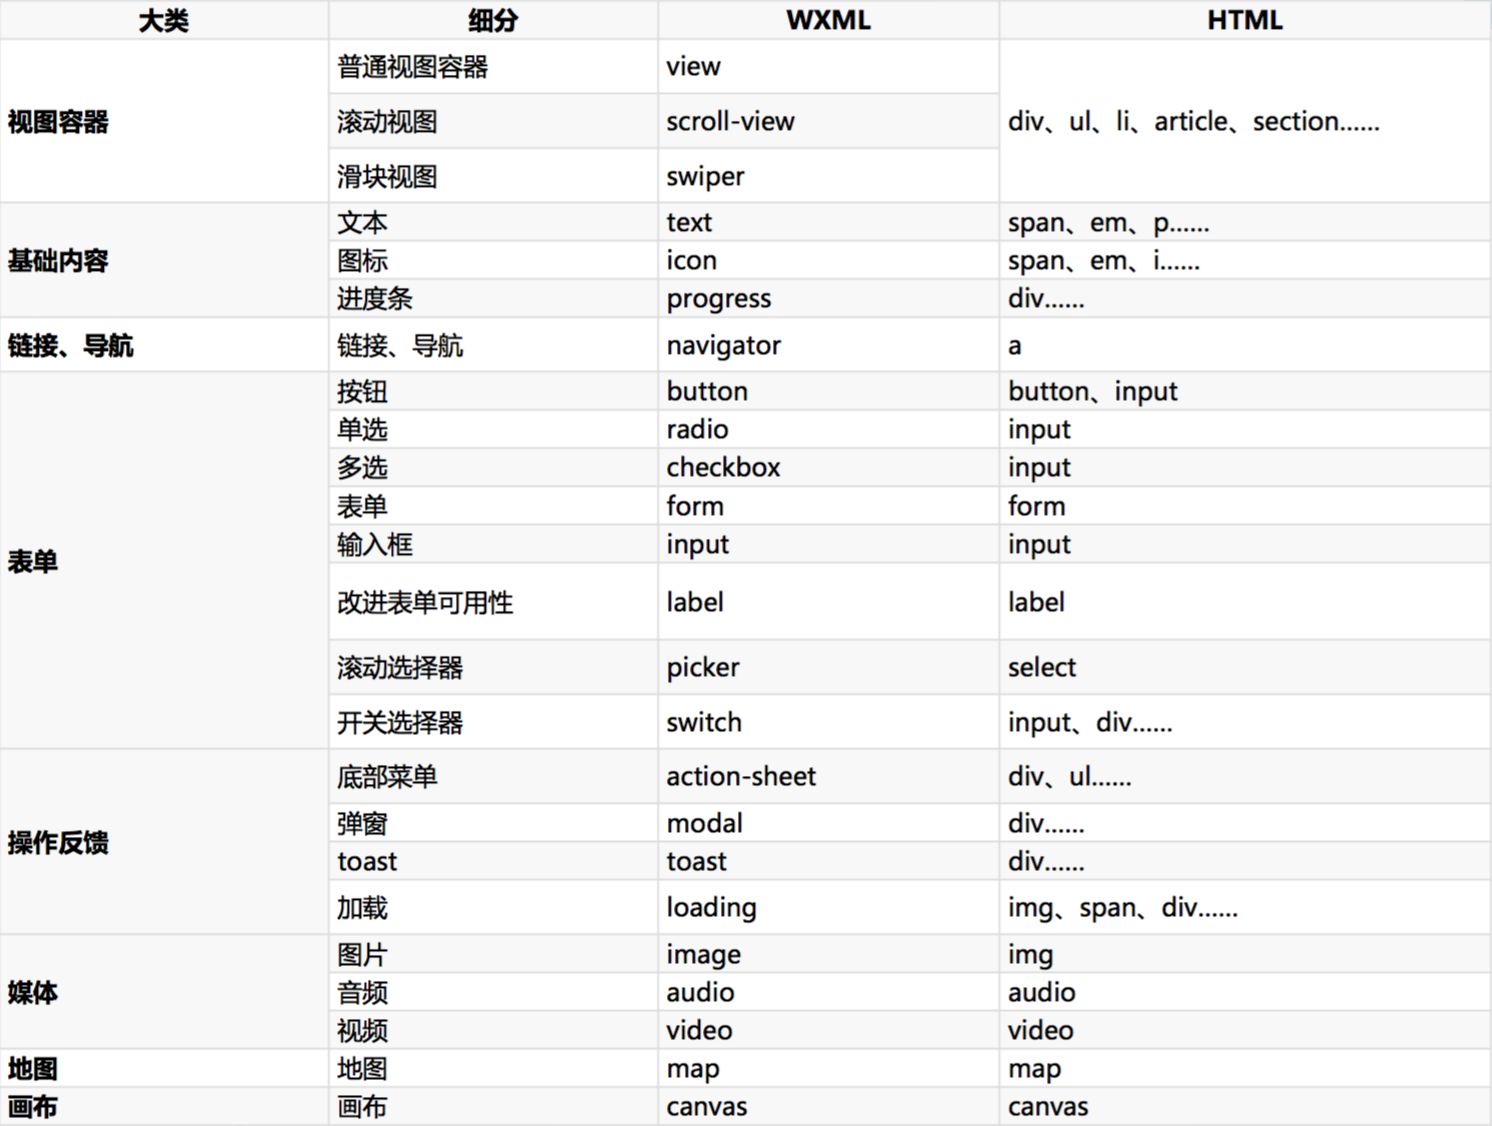 大类 细分 WXML HTML
普通视图容器 view
视图容器 滚动视图 scroll-view div、ul、li、article、section......
滑块视图 swiper
文本 text span、em、p......
基础内容 图标 icon span、em、i......
进度条 progress div......
链接、导航 链接、导航 navigator a
按钮 button button、input
单选 radio input
多选 checkbox input
表单 form form
输入框 input input
表单
改进表单可用性 label label
滚动选择器 picker select
开关选择器 switch input、div......
底部菜单 action-sheet div、ul......
弹窗 modal div......
操作反馈
toast toast div......
加载 loading img、span、div......
图片 image img
媒体 音频 audio audio
视频 video video
地图 地图 map map
画布 画布 canvas canvas